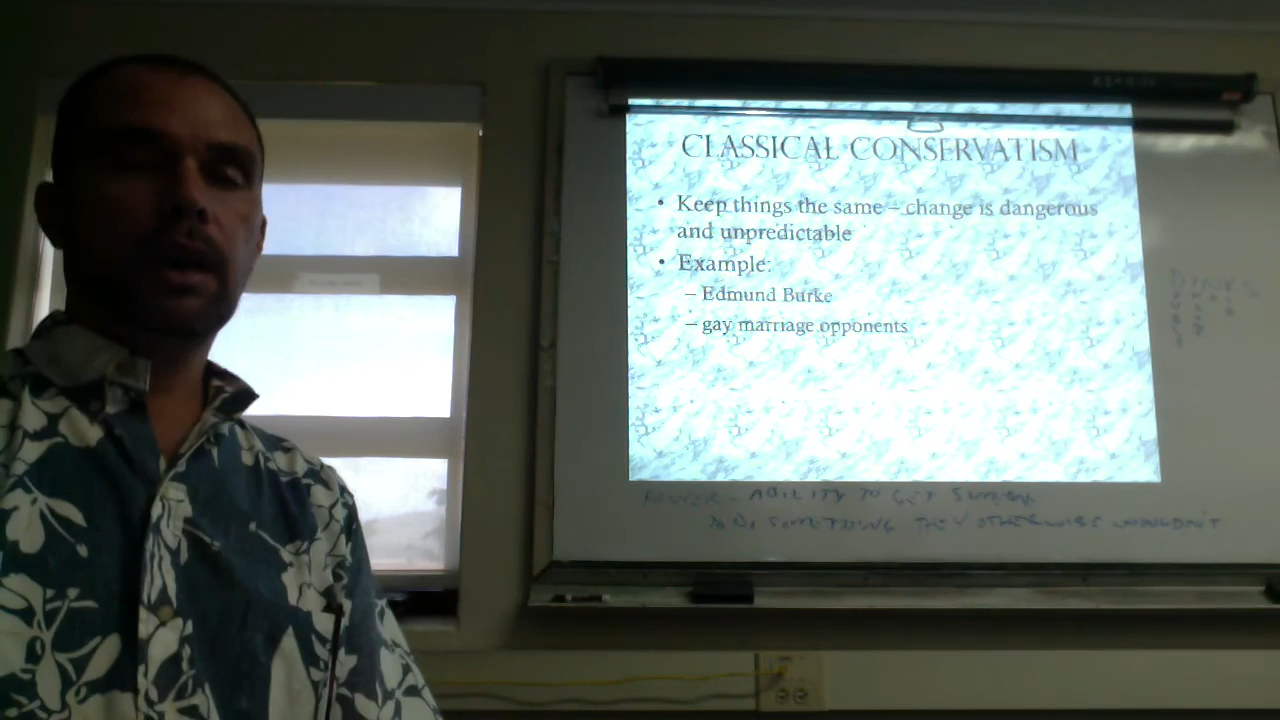 CLASSICAL CONSERVATISM
• Keep things the same – change is dangerous
and unpredictable
• Example:
– Edmund Burke
– gay marriage opponents
POWER – ABILITY TO GET
TO DO SOMETHING THEY OTHERWISE WOULDN'T